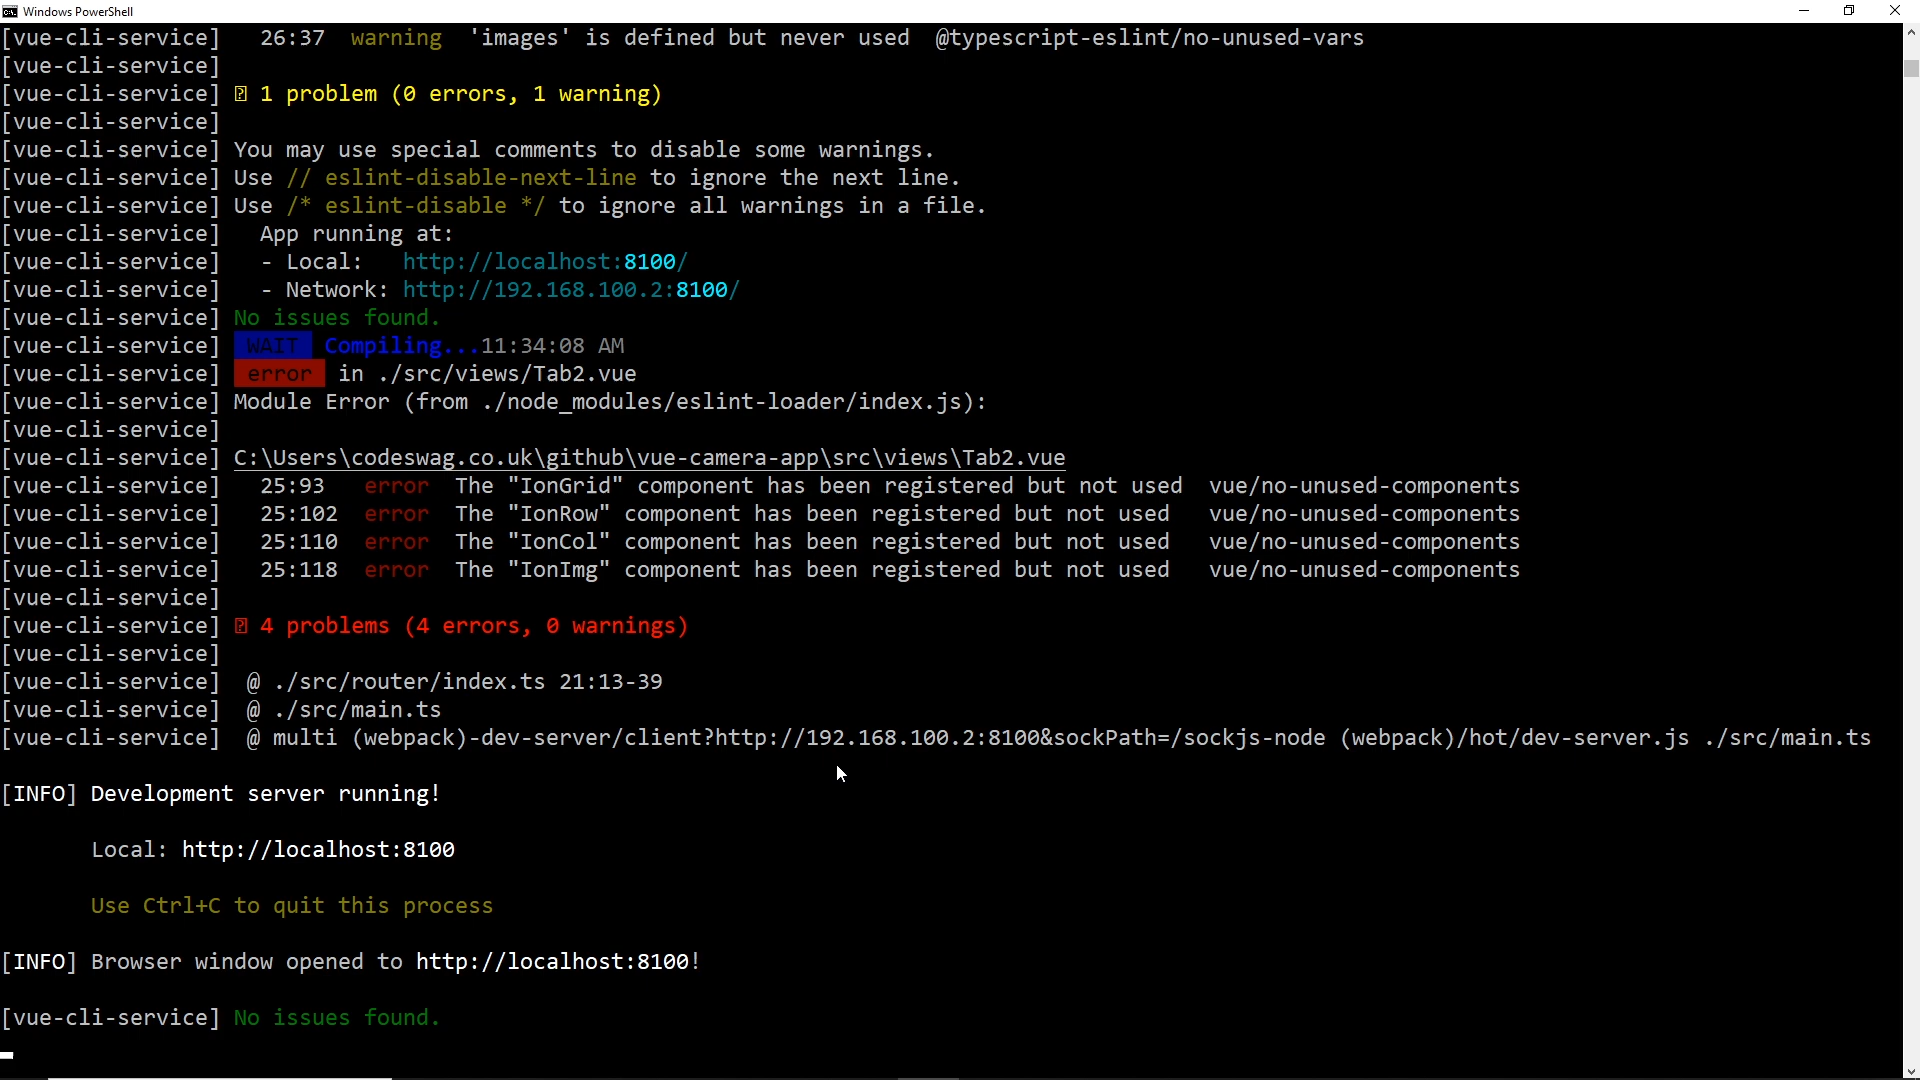 Windows PowerShell
[vue-cli-service]   26:37  warning  'images' is defined but never used  @typescript-eslint/no-unused-vars
[vue-cli-service]
[vue-cli-service] 1 problem (0 errors, 1 warning)
[vue-cli-service]
[vue-cli-service] You may use special comments to disable some warnings.
[vue-cli-service] Use // eslint-disable-next-line to ignore the next line.
[vue-cli-service] Use /* eslint-disable */ to ignore all warnings in a file.
[vue-cli-service]   App running at:
[vue-cli-service]   - Local:   http://localhost:8100/
[vue-cli-service]   - Network: http://192.168.100.2:8100/
[vue-cli-service] No issues found.
[vue-cli-service]  WAIT  Compiling...11:34:08 AM
[vue-cli-service]  error  in ./src/views/Tab2.vue
[vue-cli-service] Module Error (from ./node_modules/eslint-loader/index.js):
[vue-cli-service]
[vue-cli-service] C:\Users\codeswag.co.uk\github\vue-camera-app\src\views\Tab2.vue
[vue-cli-service]   25:93   error  The "IonGrid" component has been registered but not used  vue/no-unused-components
[vue-cli-service]   25:102  error  The "IonRow" component has been registered but not used   vue/no-unused-components
[vue-cli-service]   25:110  error  The "IonCol" component has been registered but not used   vue/no-unused-components
[vue-cli-service]   25:118  error  The "IonImg" component has been registered but not used   vue/no-unused-components
[vue-cli-service]
[vue-cli-service] 4 problems (4 errors, 0 warnings)
[vue-cli-service]
[vue-cli-service]  @ ./src/router/index.ts 21:13-39
[vue-cli-service]  @ ./src/main.ts
[vue-cli-service]  @ multi (webpack)-dev-server/client?http://192.168.100.2:8100&sockPath=/sockjs-node (webpack)/hot/dev-server.js ./src/main.ts
[INFO] Development server running!
Local: http://localhost:8100
Use Ctrl+C to quit this process
[INFO] Browser window opened to http://localhost:8100!
[vue-cli-service] No issues found.